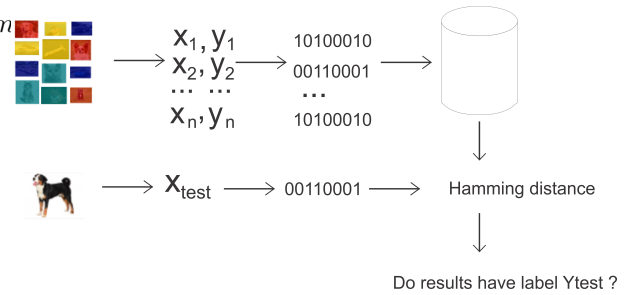 m
x1, y1
x2, y2
... ...
xn, yn
10100010
00110001
...
10100010
xtest
00110001
Hamming distance
Do results have label Ytest ?